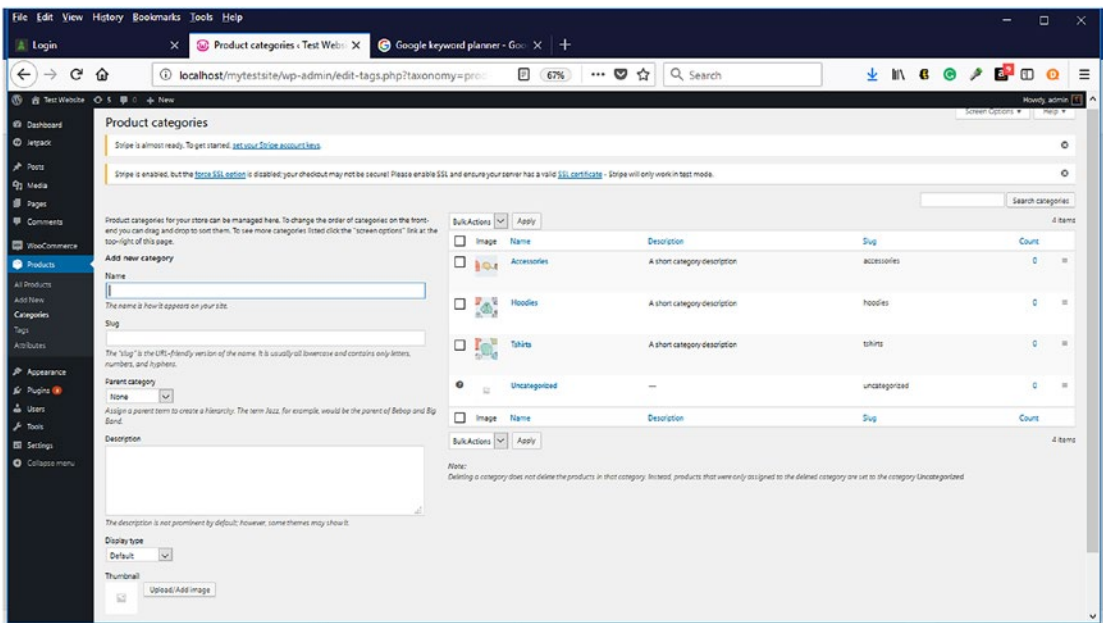 File Edit View History Bookmarks Tools Help
Login
Product categories ‹ Test Webs
Google keyword planner - Goo
localhost/mytestsite/wp-admin/edit-tags.php?taxonomy=prod
67%
Search
Test Website 5 0 New
Howdy, admin
Screen Options Help
Dashboard
Jetpack
Posts
Media
Pages
Comments
WooCommerce
Products
All Products
Add New
Categories
Tags
Attributes
Appearance
Plugins
Users
Tools
Settings
Collapse menu
Product categories
Stripe is almost ready. To get started, set your Stripe account keys.
Stripe is enabled, but the force SSL option is disabled; your checkout may not be secure! Please enable SSL and ensure your server has a valid SSL certificate - Stripe will only work in test mode.
Search categories
Product categories for your store can be managed here. To change the order of categories on the front-
end you can drag and drop to sort them. To see more categories listed click the "screen options" link at the
top-right of this page.
Add new category
Name
The name is how it appears on your site.
Slug
The "slug" is the URL-friendly version of the name. It is usually all lowercase and contains only letters,
numbers, and hyphens.
Parent category
None
Assign a parent term to create a hierarchy. The term Jazz, for example, would be the parent of Bebop and Big
Band.
Description
The description is not prominent by default; however, some themes may show it.
Display type
Default
Thumbnail
Upload/Add image
Bulk Actions Apply
4 items
Image Name Description Slug Count
Accessories A short category description accessories 0
Hoodies A short category description hoodies 0
Tshirts A short category description tshirts 0
Uncategorized — uncategorized 0
Image Name Description Slug Count
Bulk Actions Apply
4 items
Note:
Deleting a category does not delete the products in that category. Instead, products that were only assigned to the deleted category are set to the category Uncategorized